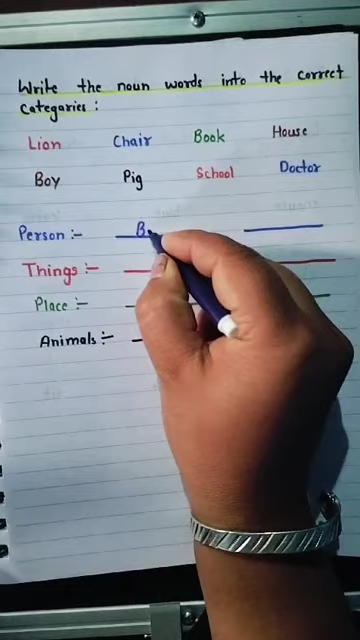 Write the noun words into the correct
categaries :
Lion Chair Book House
Boy Pig School Doctor
Person :- B
Things :-
Place :-
Animals :-